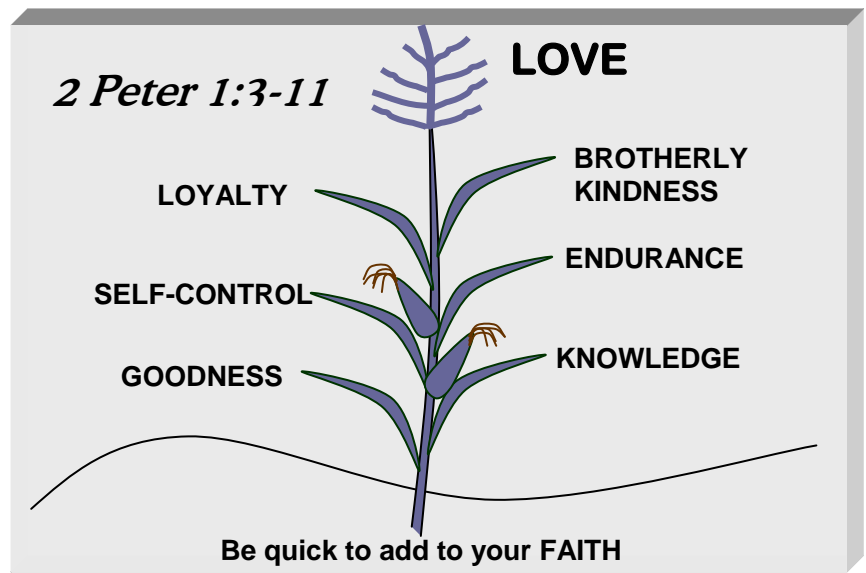 2 Peter 1:3-11
LOVE
BROTHERLY
KINDNESS
LOYALTY
ENDURANCE
SELF-CONTROL
KNOWLEDGE
GOODNESS
Be quick to add to your FAITH